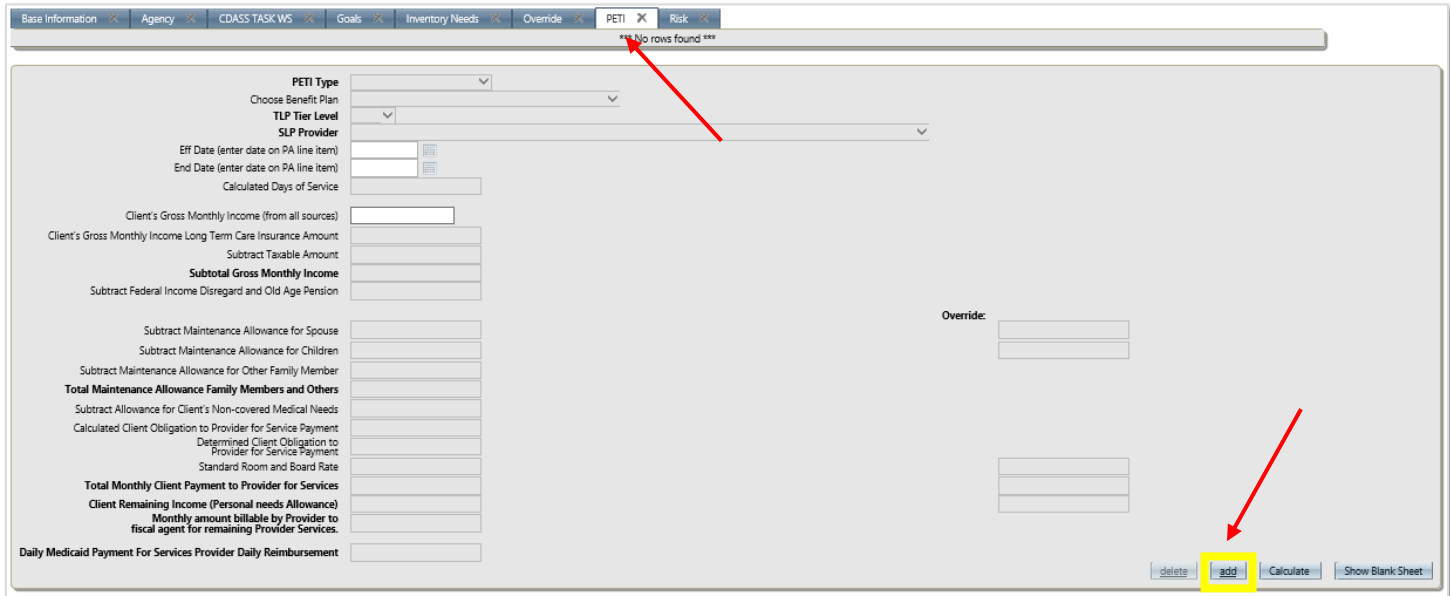 Base Information Agency CDASS TASK WS Goals Inventory Needs Override PETI Risk
*** No rows found ***
PETI Type
Choose Benefit Plan
TLP Tier Level
SLP Provider
Eff Date (enter date on PA line item)
End Date (enter date on PA line item)
Calculated Days of Service
Client's Gross Monthly Income (from all sources)
Client's Gross Monthly Income Long Term Care Insurance Amount
Subtract Taxable Amount
Subtotal Gross Monthly Income
Subtract Federal Income Disregard and Old Age Pension
Override:
Subtract Maintenance Allowance for Spouse
Subtract Maintenance Allowance for Children
Subtract Maintenance Allowance for Other Family Member
Total Maintenance Allowance Family Members and Others
Subtract Allowance for Client's Non-covered Medical Needs
Calculated Client Obligation to Provider for Service Payment
Determined Client Obligation to
Provider for Service Payment
Standard Room and Board Rate
Total Monthly Client Payment to Provider for Services
Client Remaining Income (Personal needs Allowance)
Monthly amount billable by Provider to
fiscal agent for remaining Provider Services.
Daily Medicaid Payment For Services Provider Daily Reimbursement
delete add Calculate Show Blank Sheet